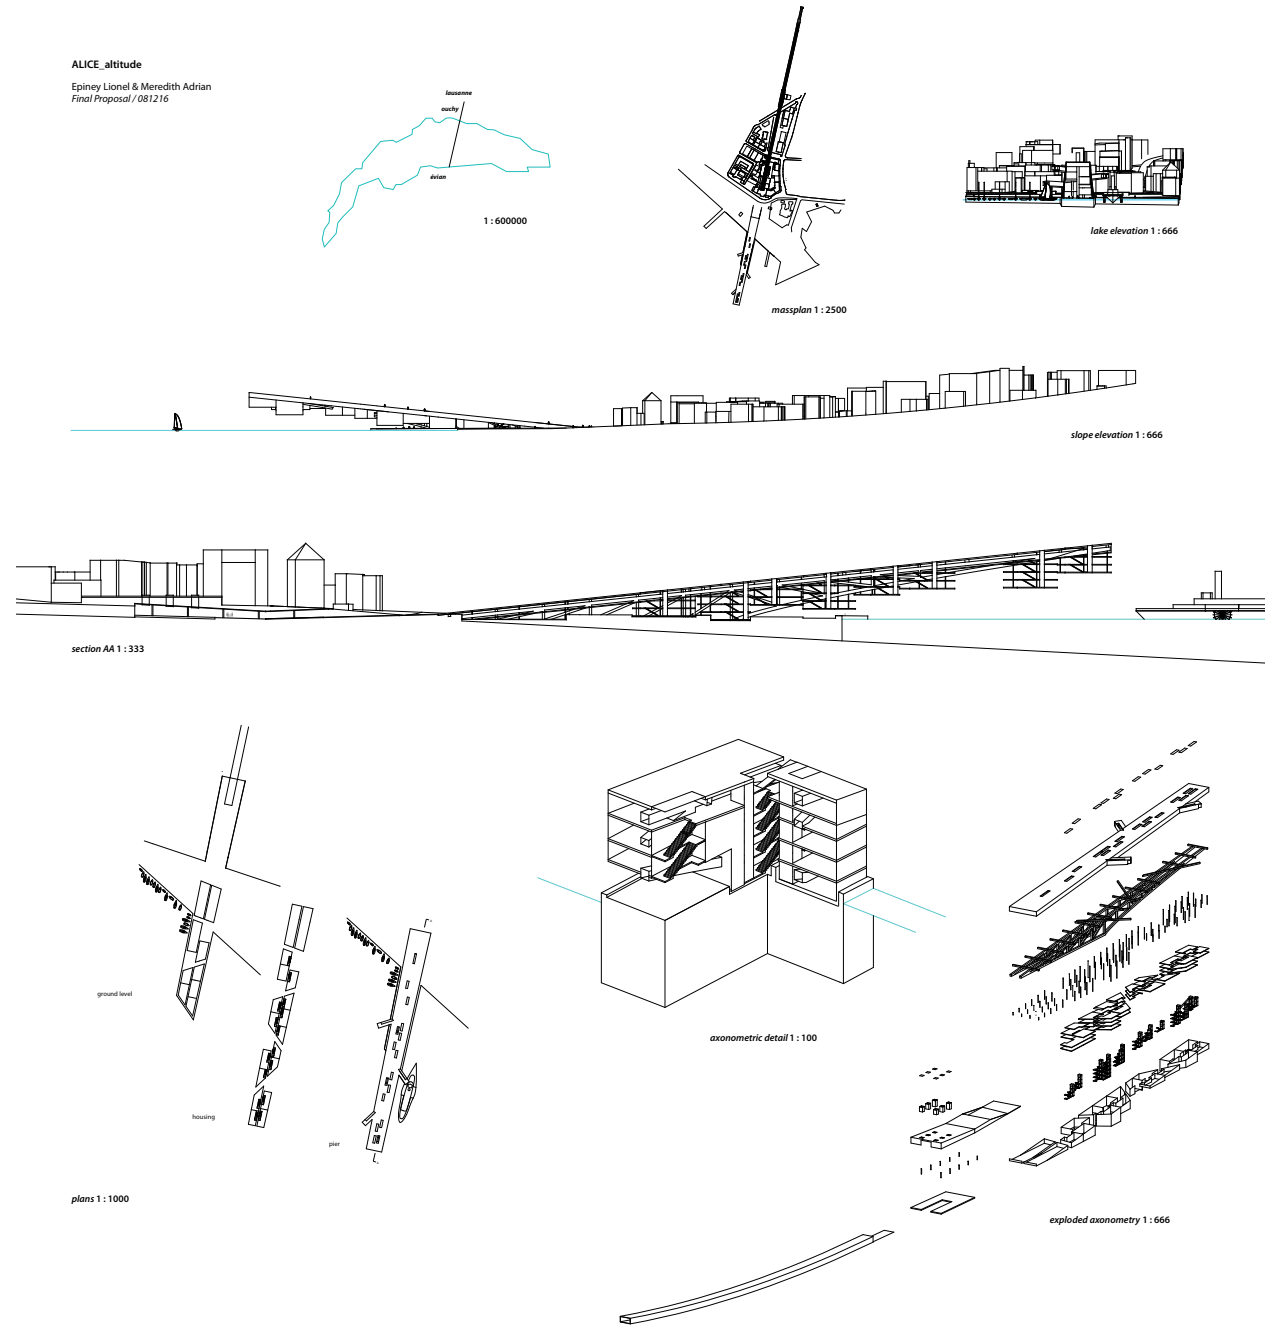 ALICE_altitude
Epiney Lionel & Meredith Adrian
Final Proposal / 081216
lausanne
ouchy
évian
1 : 600000
massplan 1 : 2500
lake elevation 1 : 666
slope elevation 1 : 666
section AA 1 : 333
ground level
housing
pier
plans 1 : 1000
axonometric detail 1 : 100
exploded axonometry 1 : 666